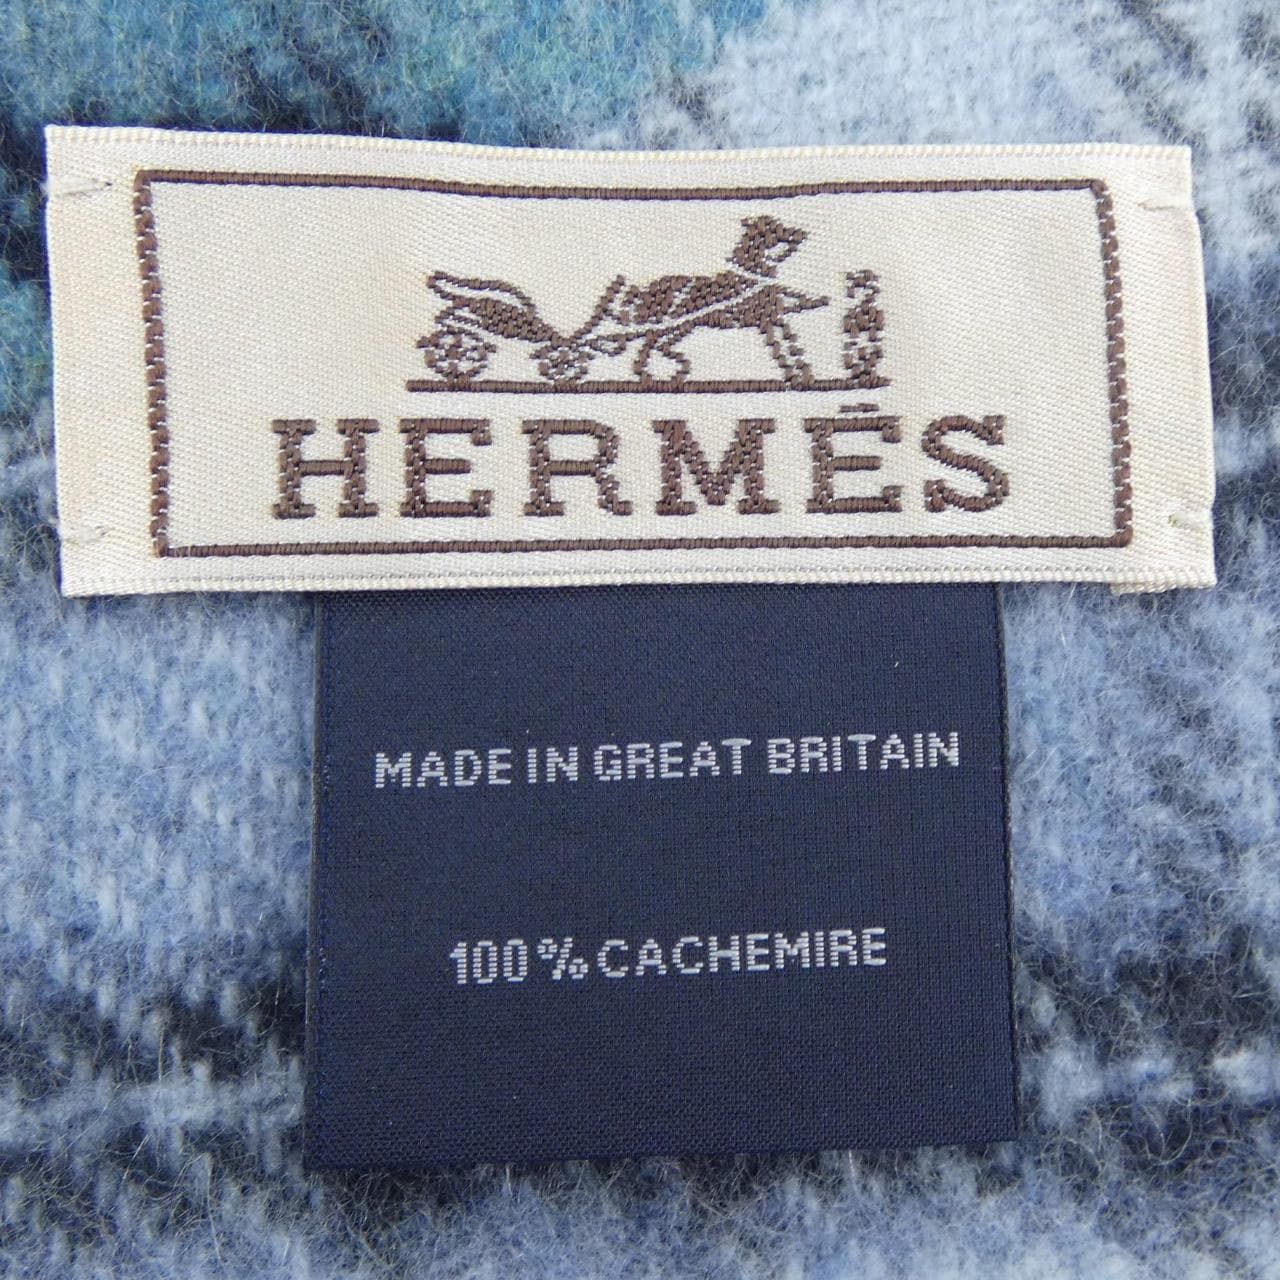 HERMÈS
MADE IN GREAT BRITAIN
100% CACHEMIRE